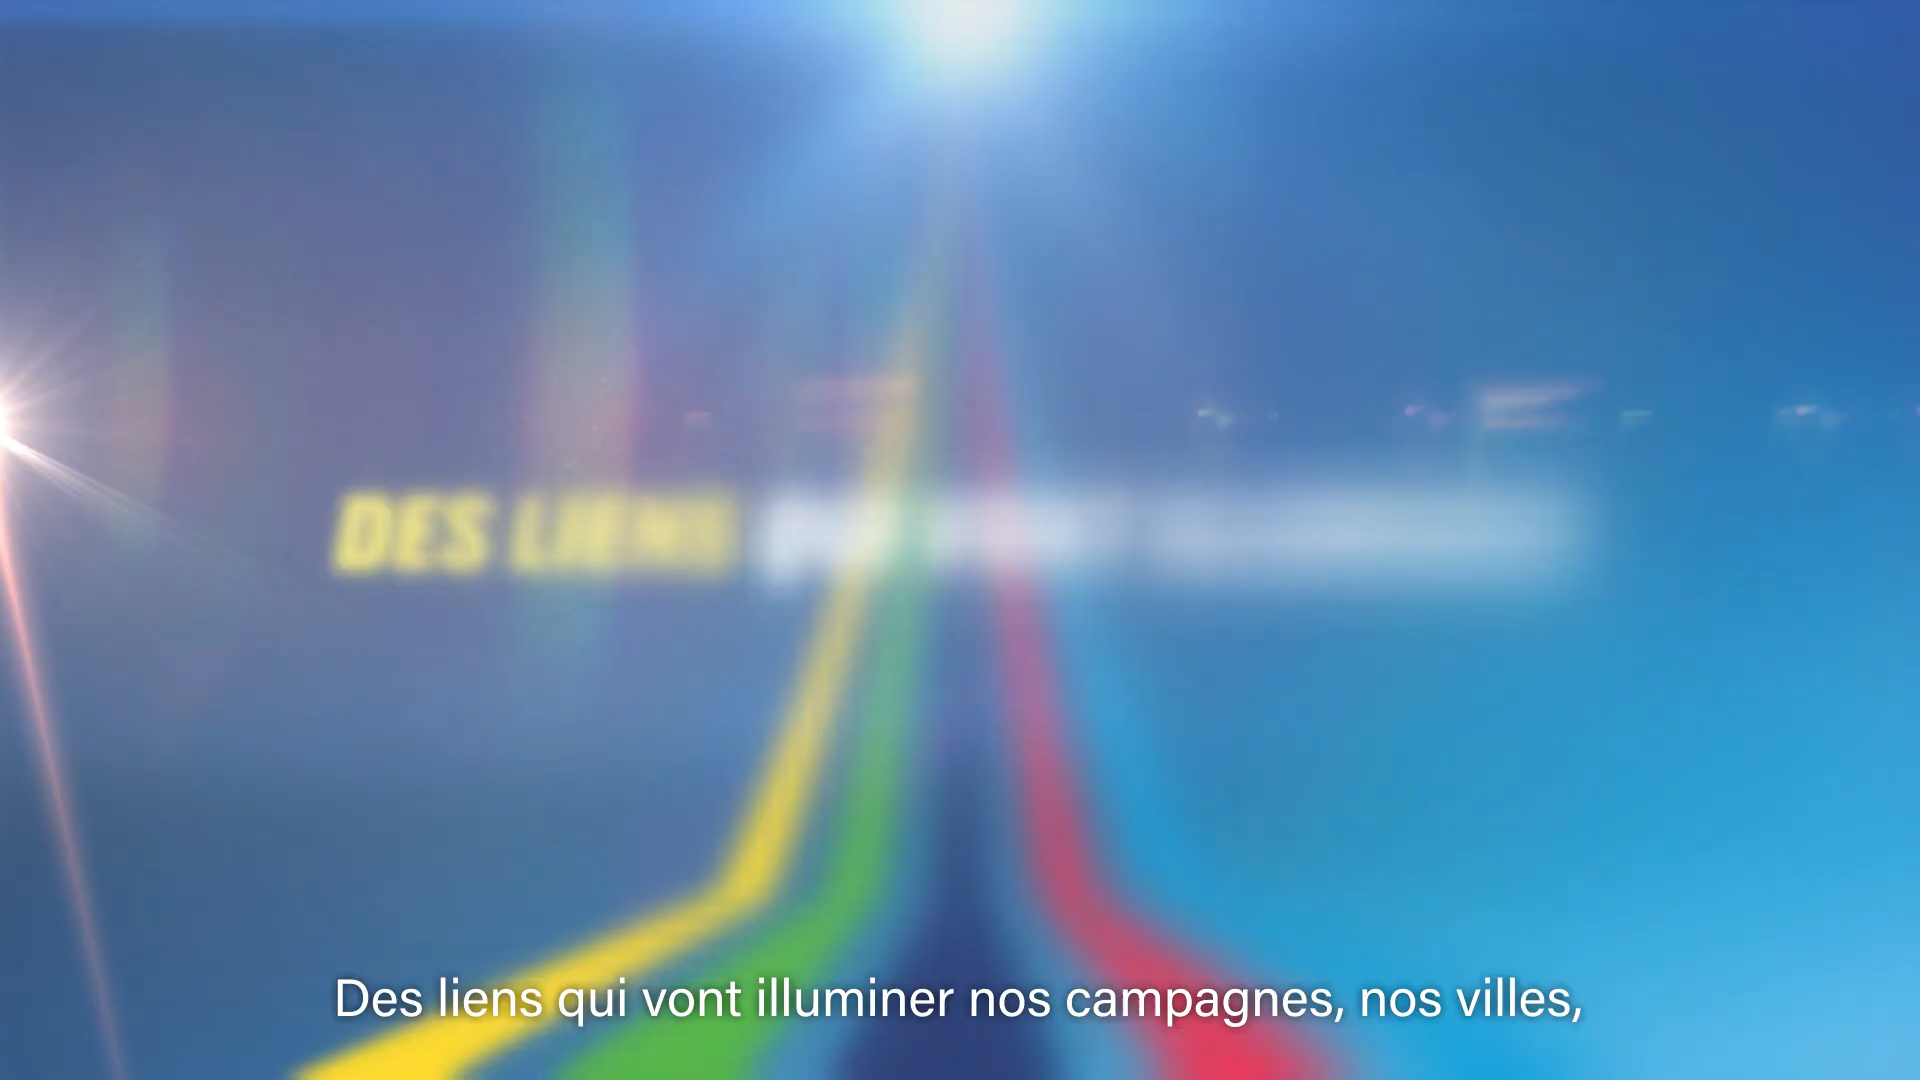 DES LIENS
Des liens qui vont illuminer nos campagnes, nos villes,